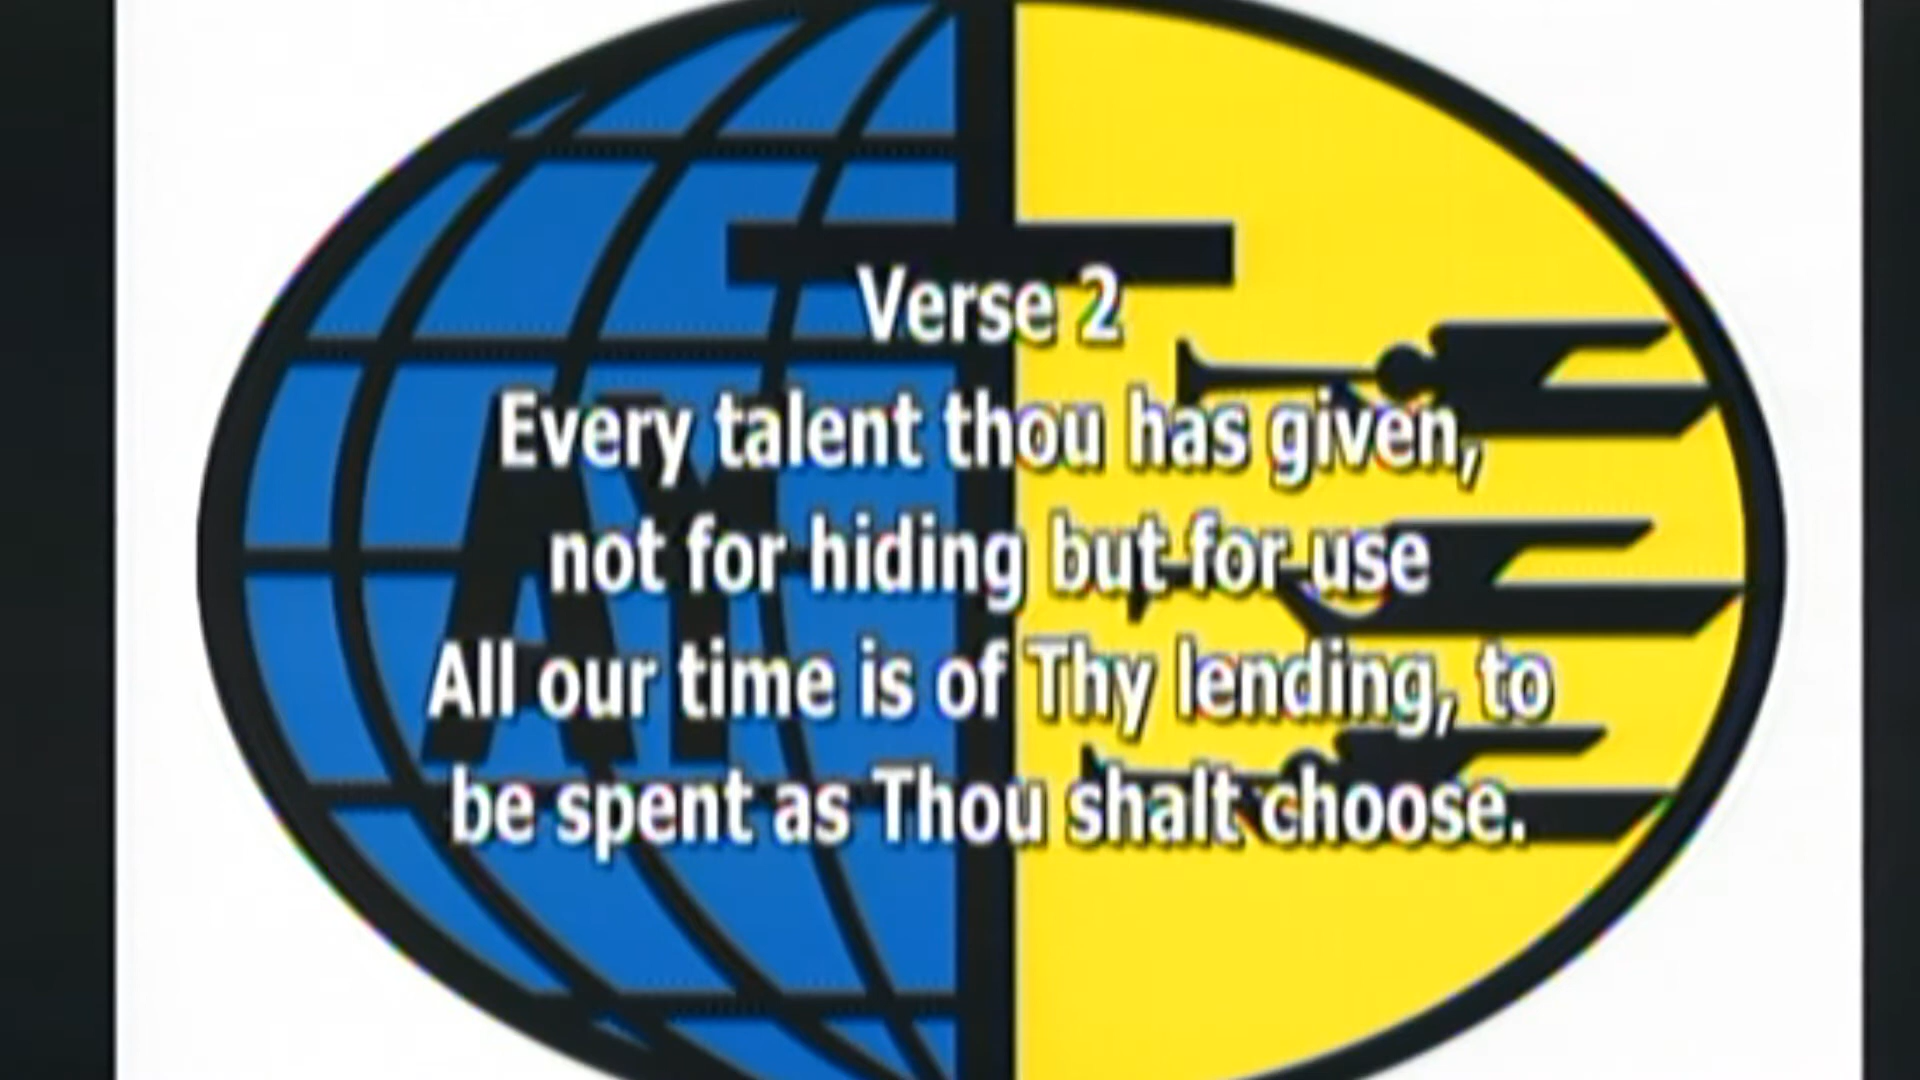 Verse 2
Every talent thou has given,
not for hiding but for use
All our time is of Thy lending, to
be spent as Thou shalt choose.
AY